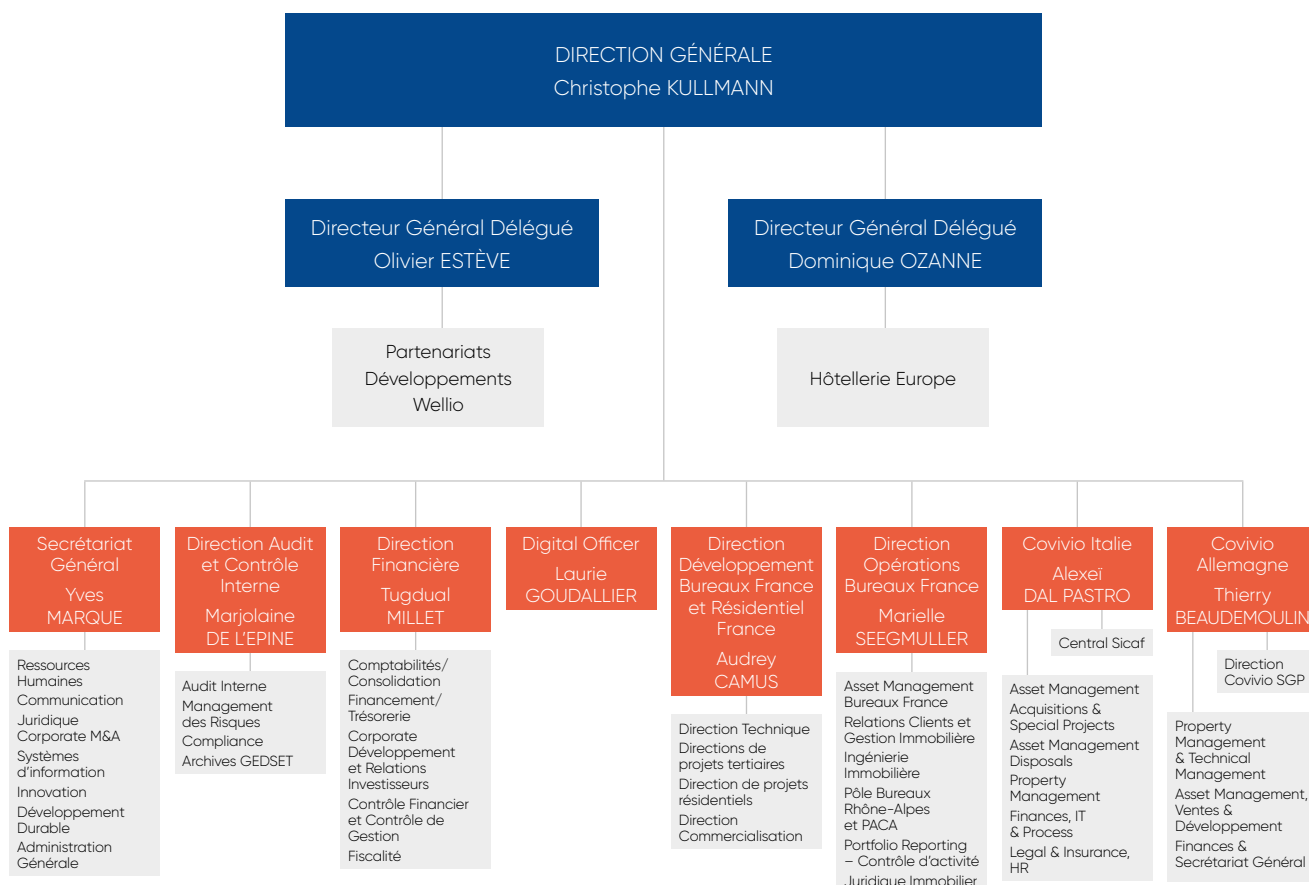 DIRECTION GÉNÉRALE
Christophe KULLMANN
Directeur Général Délégué
Olivier ESTÈVE
Directeur Général Délégué
Dominique OZANNE
Partenariats
Développements
Wellio
Hôtellerie Europe
Secrétariat
Général
Yves
MARQUE
Ressources
Humaines
Communication
Juridique
Corporate M&A
Systèmes
d'information
Innovation
Développement
Durable
Administration
Générale
Direction Audit
et Contrôle
Interne
Marjolaine
DE L'EPINE
Audit Interne
Management
des Risques
Compliance
Archives GEDSET
Direction
Financière
Tugdual
MILLET
Comptabilités/
Consolidation
Financement/
Trésorerie
Corporate
Développement
et Relations
Investisseurs
Contrôle Financier
et Contrôle de
Gestion
Fiscalité
Digital Officer
Laurie
GOUDALLIER
Direction
Développement
Bureaux France
et Résidentiel
France
Audrey
CAMUS
Direction Technique
Directions de
projets tertiaires
Direction de projets
résidentiels
Direction
Commercialisation
Direction
Opérations
Bureaux France
Marielle
SEEGMULLER
Asset Management
Bureaux France
Relations Clients et
Gestion Immobilière
Ingénierie
Immobilière
Pôle Bureaux
Rhône-Alpes
et PACA
Portfolio Reporting
– Contrôle d'activité
Juridique Immobilier
Covivio Italie
Alexeï
DAL PASTRO
Central Sicaf
Asset Management
Acquisitions &
Special Projects
Asset Management
Disposals
Property
Management
Finances, IT
& Process
Legal & Insurance,
HR
Covivio
Allemagne
Thierry
BEAUDEMOULIN
Direction
Covivio SGP
Property
Management
& Technical
Management
Asset Management,
Ventes &
Développement
Finances &
Secrétariat Général